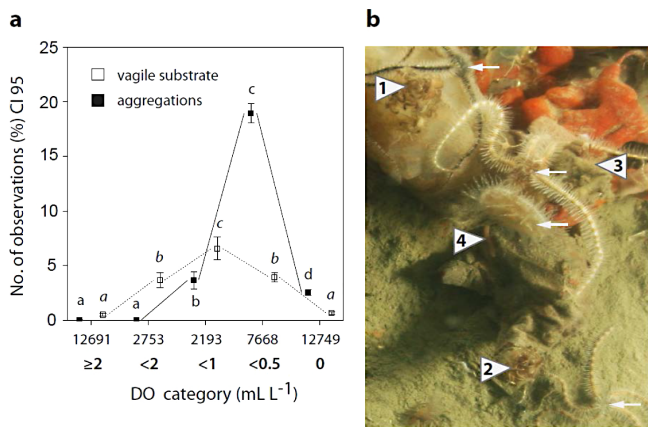 a
b
25
20
15
10
5
0
No. of observations (%) CI 95
vagile substrate
aggregations
a a a b b c c b d a
12691 2753 2193 7668 12749
≥2 <2 <1 <0.5 0
DO category (mL L-1)
1
3
4
2